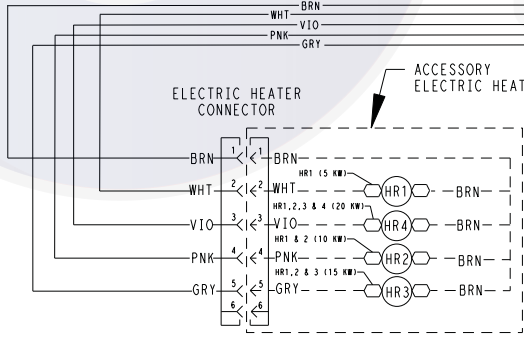 BRN
WHT
VIO
PNK
GRY
ACCESSORY
ELECTRIC HEAT
ELECTRIC HEATER
CONNECTOR
BRN 1 1 BRN
HR1 (5 KW)
WHT 2 2 WHT HR1 BRN
HR1,2,3 & 4 (20 KW)
VIO 3 3 VIO HR4 BRN
HR1 & 2 (10 KW)
PNK 4 4 PNK HR2 BRN
HR1,2 & 3 (15 KW)
GRY 5 5 GRY HR3 BRN
6 6